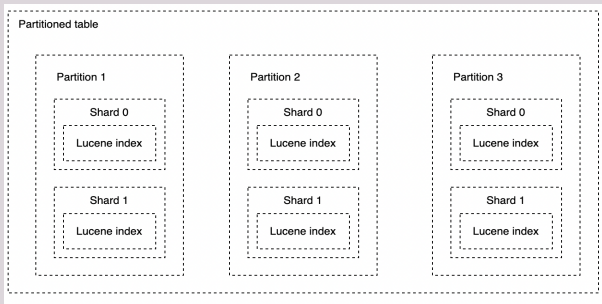 Partitioned table
Partition 1
Shard 0
Lucene index
Shard 1
Lucene index
Partition 2
Shard 0
Lucene index
Shard 1
Lucene index
Partition 3
Shard 0
Lucene index
Shard 1
Lucene index